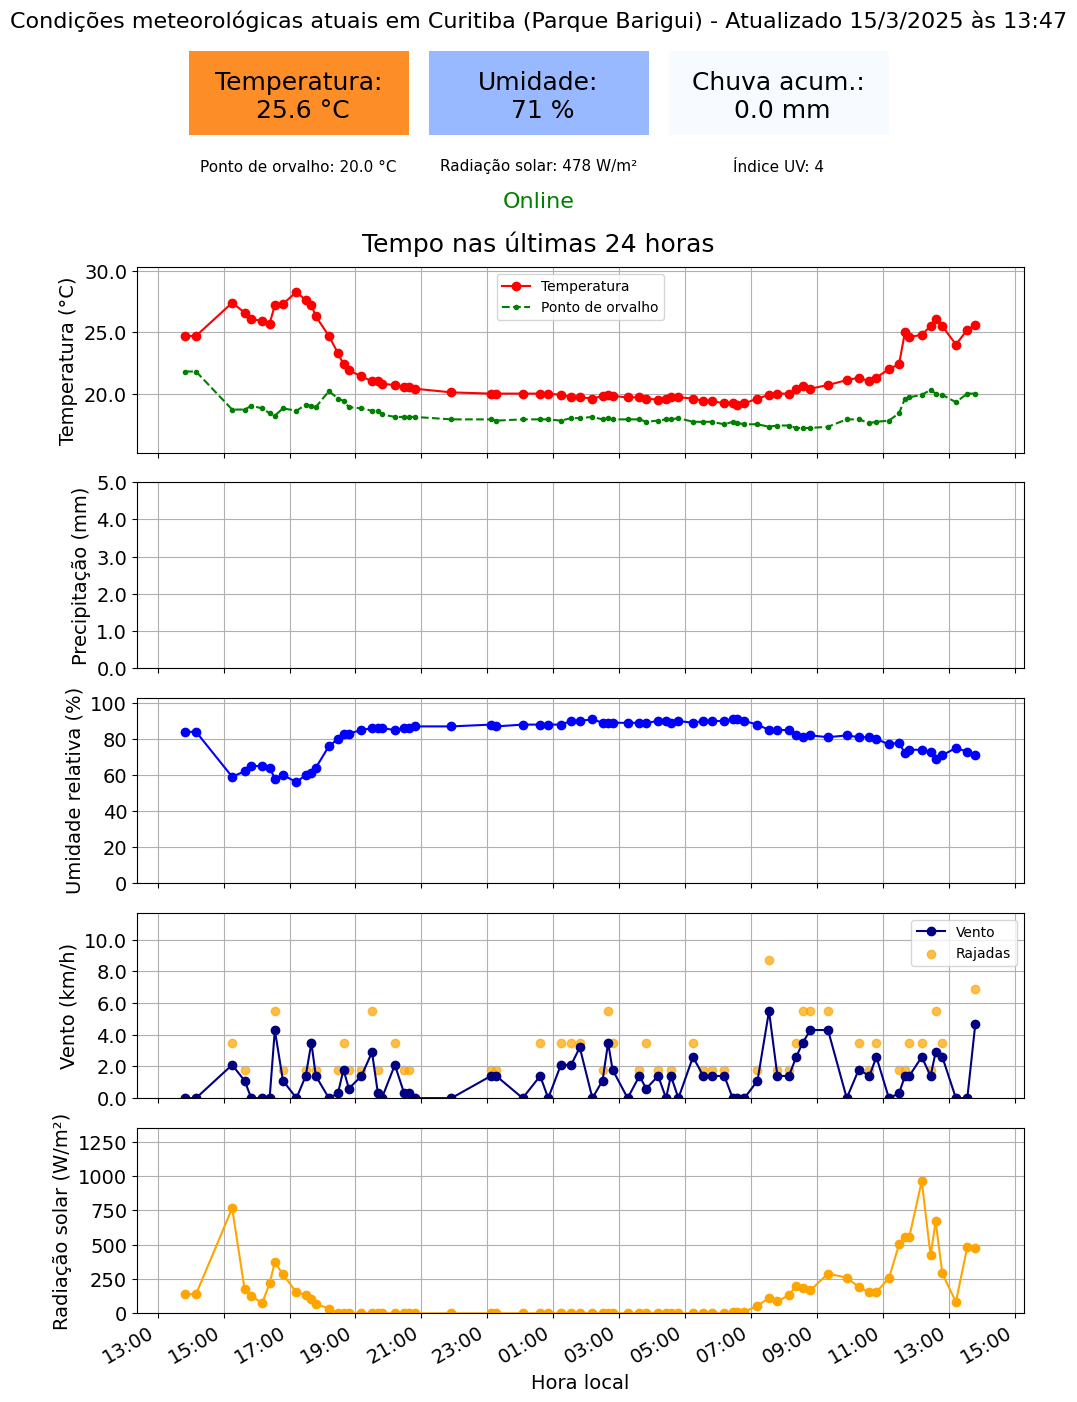 Condições meteorológicas atuais em Curitiba (Parque Barigui) - Atualizado 15/3/2025 às 13:47
Temperatura:
25.6 °C
Umidade:
71 %
Chuva acum.:
0.0 mm
Ponto de orvalho: 20.0 °C
Radiação solar: 478 W/m²
Índice UV: 4
Online
Tempo nas últimas 24 horas
Temperatura (°C)
30.0
25.0
20.0
Temperatura
Ponto de orvalho
Precipitação (mm)
5.0
4.0
3.0
2.0
1.0
0.0
Umidade relativa (%)
100
80
60
40
20
0
Vento (km/h)
10.0
8.0
6.0
4.0
2.0
0.0
Vento
Rajadas
Radiação solar (W/m²)
1250
1000
750
500
250
0
13:00
15:00
17:00
19:00
21:00
23:00
01:00
03:00
05:00
07:00
09:00
11:00
13:00
15:00
Hora local